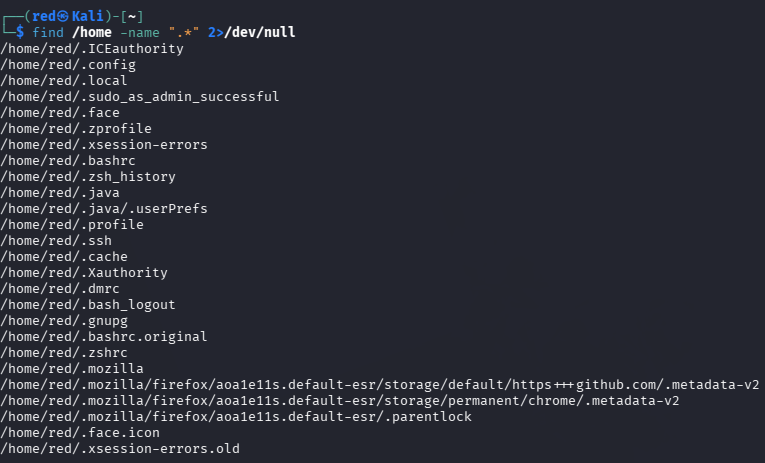 ┌──(red㉿Kali)-[~]
└─$ find /home -name ".*" 2>/dev/null
/home/red/.ICEauthority
/home/red/.config
/home/red/.local
/home/red/.sudo_as_admin_successful
/home/red/.face
/home/red/.zprofile
/home/red/.xsession-errors
/home/red/.bashrc
/home/red/.zsh_history
/home/red/.java
/home/red/.java/.userPrefs
/home/red/.profile
/home/red/.ssh
/home/red/.cache
/home/red/.Xauthority
/home/red/.dmrc
/home/red/.bash_logout
/home/red/.gnupg
/home/red/.bashrc.original
/home/red/.zshrc
/home/red/.mozilla
/home/red/.mozilla/firefox/aoa1e11s.default-esr/storage/default/https+++github.com/.metadata-v2
/home/red/.mozilla/firefox/aoa1e11s.default-esr/storage/permanent/chrome/.metadata-v2
/home/red/.mozilla/firefox/aoa1e11s.default-esr/.parentlock
/home/red/.face.icon
/home/red/.xsession-errors.old